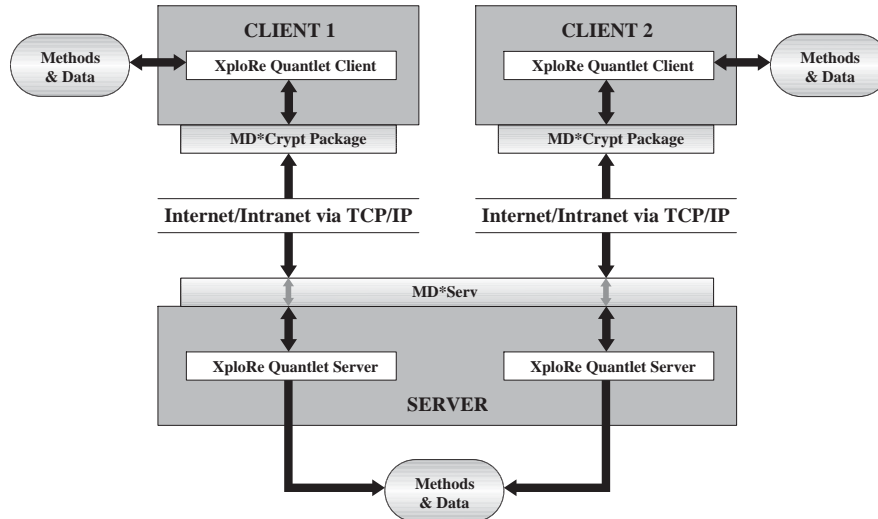 CLIENT 1
CLIENT 2
Methods
& Data
XploRe Quantlet Client
XploRe Quantlet Client
Methods
& Data
MD*Crypt Package
MD*Crypt Package
Internet/Intranet via TCP/IP
Internet/Intranet via TCP/IP
MD*Serv
XploRe Quantlet Server
XploRe Quantlet Server
SERVER
Methods
& Data